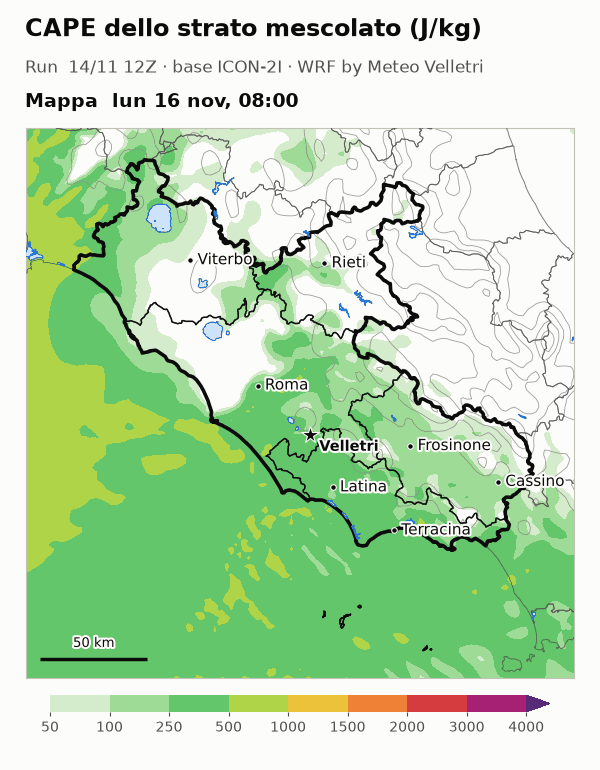 CAPE dello strato mescolato (J/kg)
Run  14/11 12Z · base ICON-2I · WRF by Meteo Velletri
Mappa  lun 16 nov, 08:00
Viterbo
Rieti
Roma
Velletri
Frosinone
Latina
Cassino
Terracina
50 km
50 100 250 500 1000 1500 2000 3000 4000